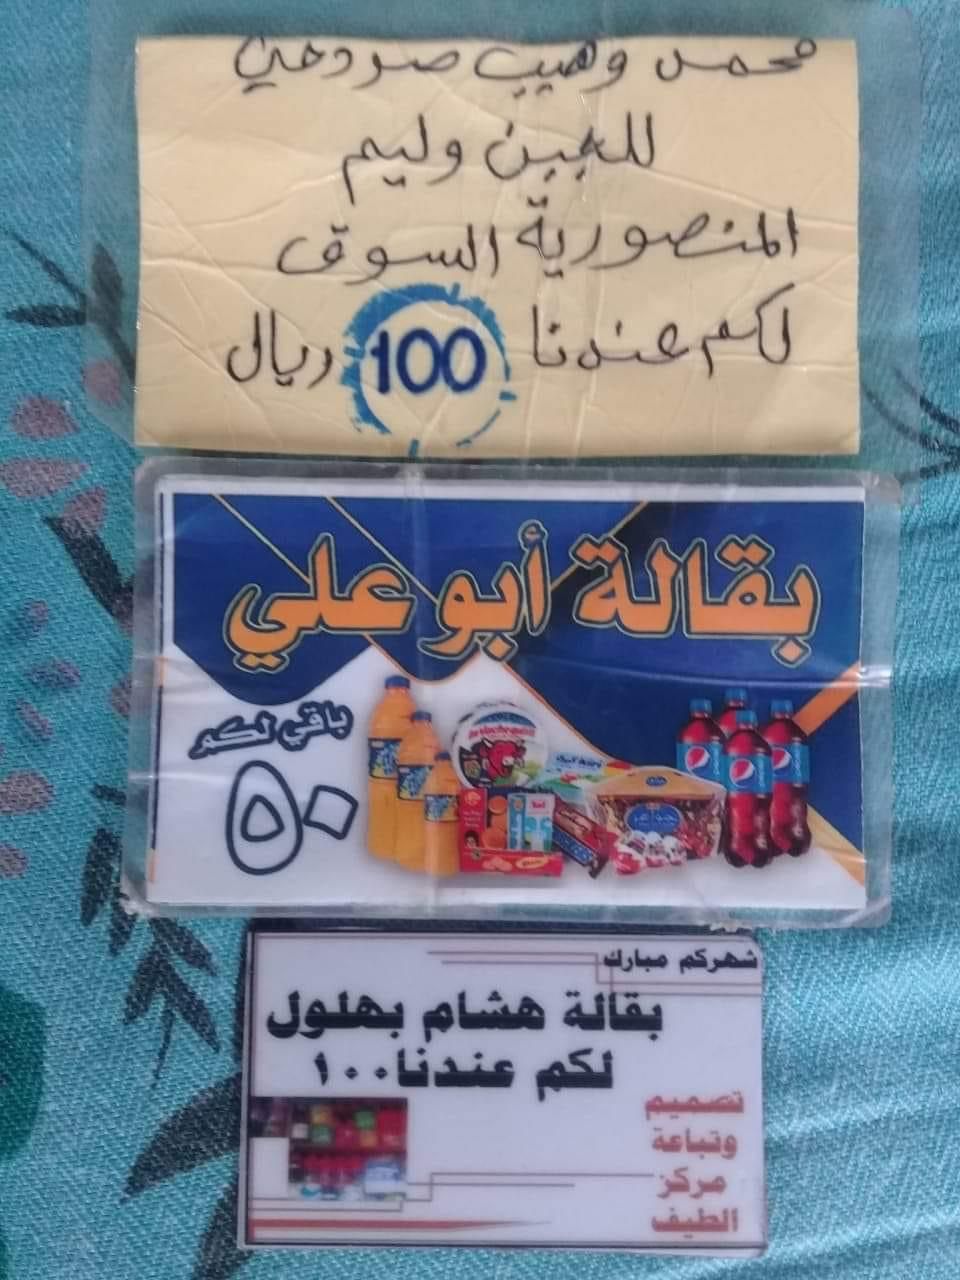 محمد وهيب صودحي
للجبن وليم
المنصورية السوق
لكم عندنا 100 ريال
بقالة أبو علي
باقي لكم
٥٠
شهركم مبارك
بقالة هشام بهلول
لكم عندنا ١٠٠
تصميم
وتباعة
مركز
الطيف